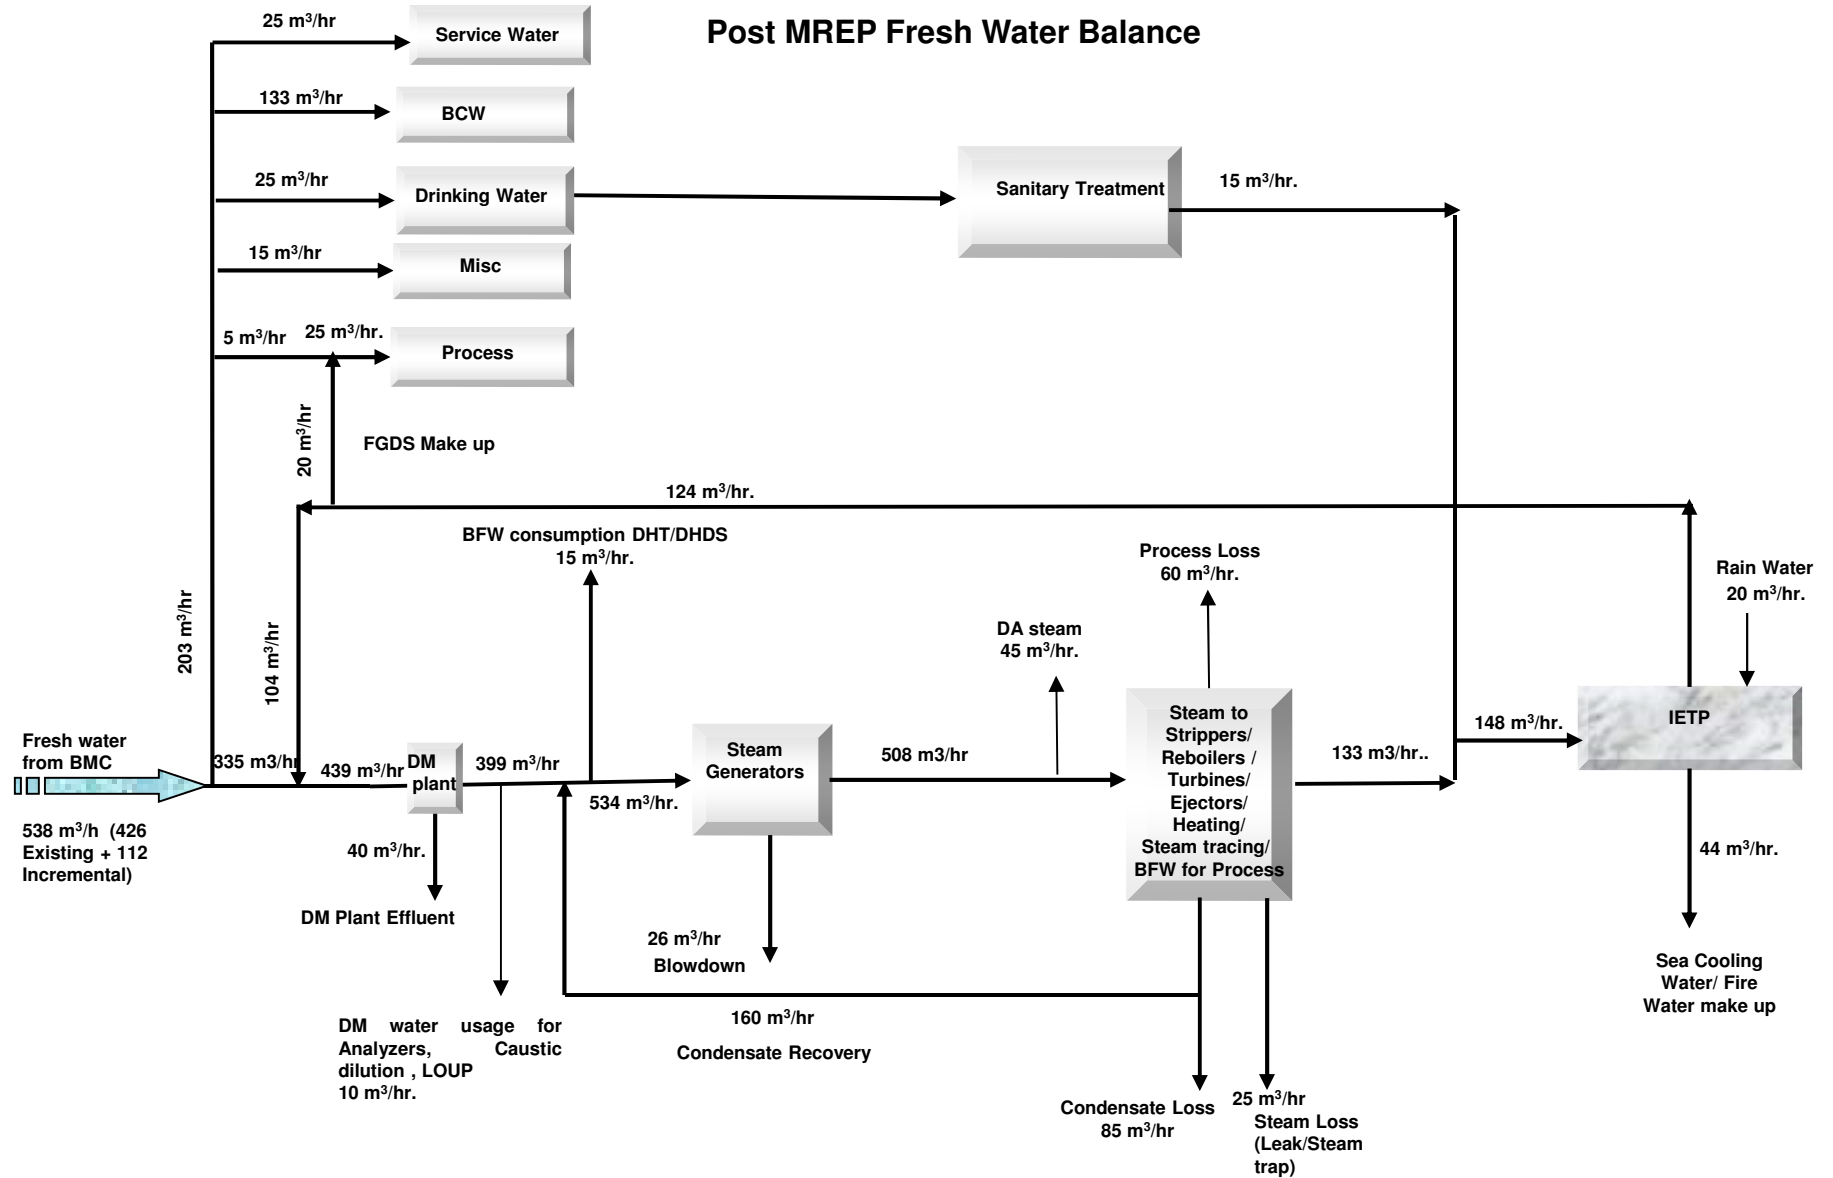 Post MREP Fresh Water Balance
25 m³/hr
Service Water
133 m³/hr
BCW
25 m³/hr
Drinking Water
Sanitary Treatment
15 m³/hr.
15 m³/hr
Misc
5 m³/hr
25 m³/hr.
Process
20 m³/hr
FGDS Make up
124 m³/hr.
203 m³/hr
104 m³/hr
BFW consumption DHT/DHDS
15 m³/hr.
Process Loss
60 m³/hr.
Rain Water
20 m³/hr.
DA steam
45 m³/hr.
Fresh water
from BMC
538 m³/h (426
Existing + 112
Incremental)
335 m3/hr
439 m³/hr
DM
plant
399 m³/hr
534 m³/hr.
Steam
Generators
508 m3/hr
Steam to
Strippers/
Reboilers /
Turbines/
Ejectors/
Heating/
Steam tracing/
BFW for Process
133 m3/hr..
148 m³/hr.
IETP
40 m³/hr.
DM Plant Effluent
26 m³/hr
Blowdown
44 m³/hr.
Sea Cooling
Water/ Fire
Water make up
160 m³/hr
Condensate Recovery
DM water usage for
Analyzers, Caustic
dilution , LOUP
10 m³/hr.
Condensate Loss
85 m³/hr
25 m³/hr
Steam Loss
(Leak/Steam
trap)